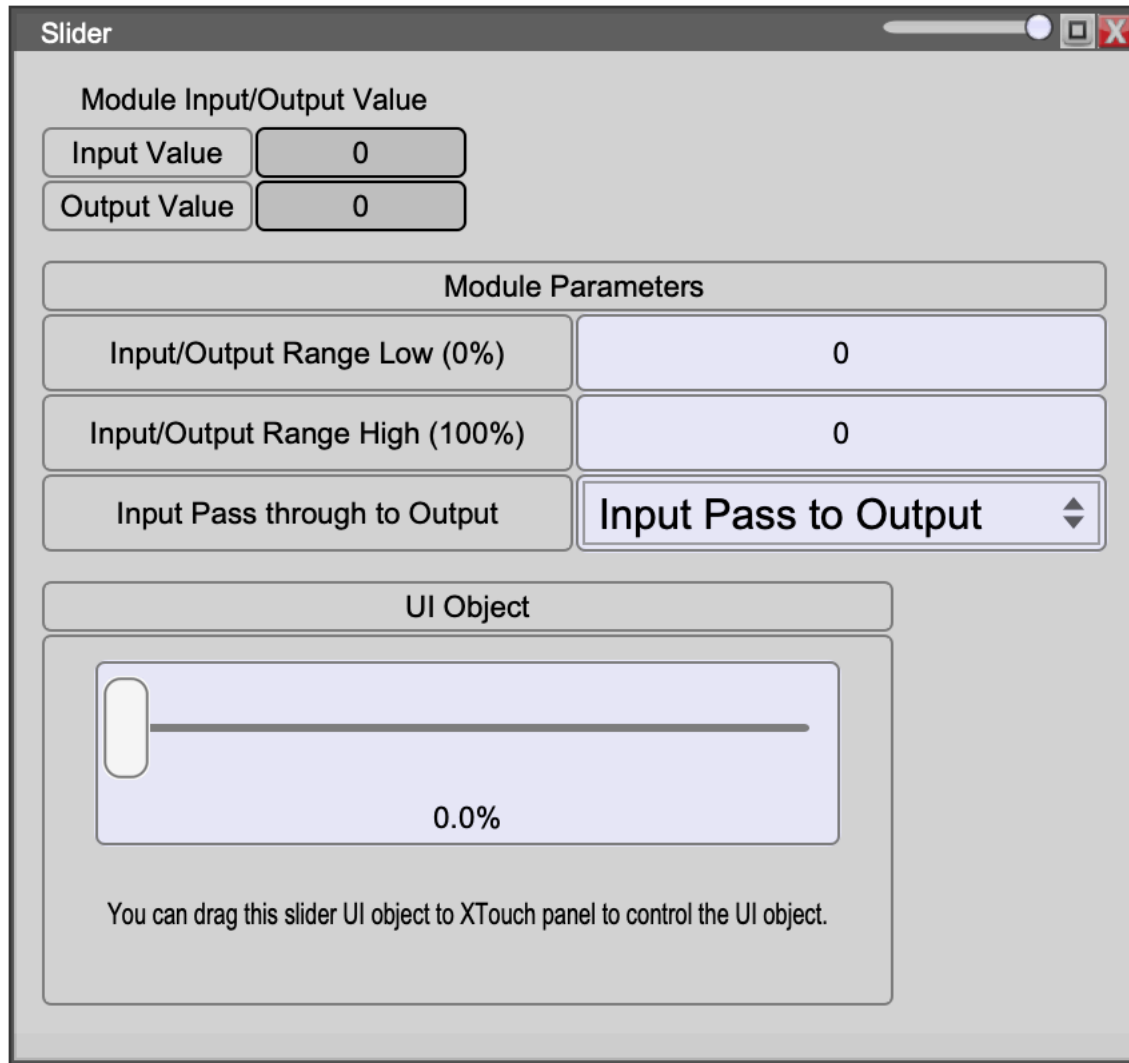 Slider
X
Module Input/Output Value
Input Value 0
Output Value 0
Module Parameters
Input/Output Range Low (0%) 0
Input/Output Range High (100%) 0
Input Pass through to Output Input Pass to Output
UI Object
0.0%
You can drag this slider UI object to XTouch panel to control the UI object.